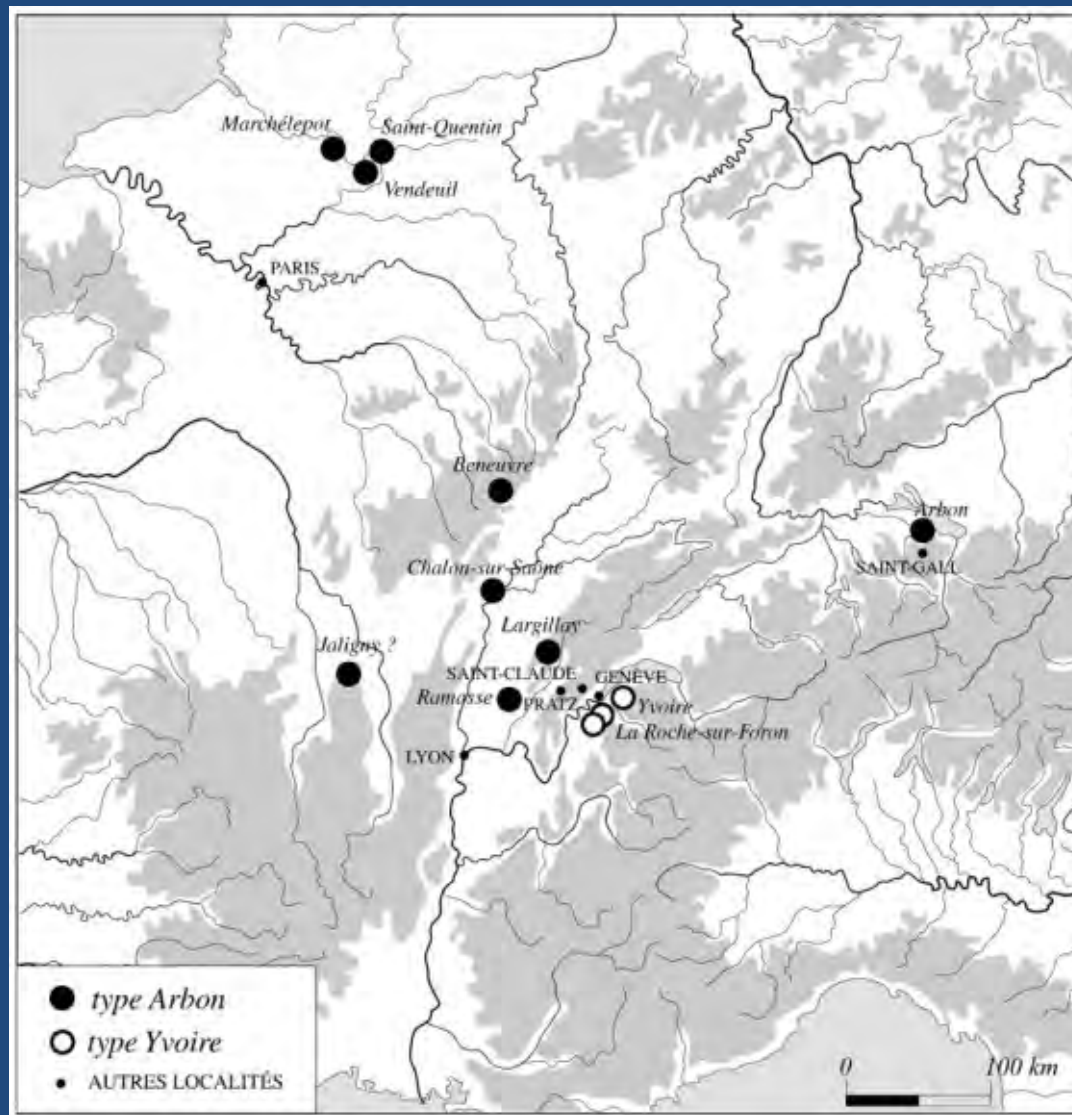 Marchélepot
Saint-Quentin
Vendeuil
PARIS
Beneuvre
Arbon
SAINT-GALL
Chalon-sur-Saône
Largillay
Jaligny ?
SAINT-CLAUDE
GENÈVE
Ramasse
PRATZ
Yvoire
La Roche-sur-Foron
LYON
type Arbon
type Yvoire
AUTRES LOCALITÉS
0 100 km